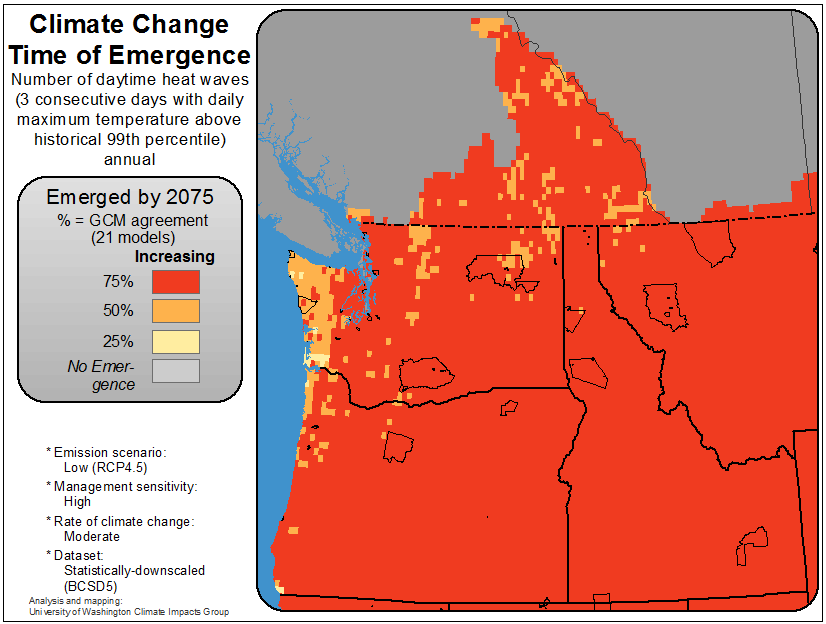 Climate Change
Time of Emergence
Number of daytime heat waves
(3 consecutive days with daily
maximum temperature above
historical 99th percentile)
annual
Emerged by 2075
% = GCM agreement
(21 models)
Increasing
75%
50%
25%
No Emer-
gence
* Emission scenario:
Low (RCP4.5)
* Management sensitivity:
High
* Rate of climate change:
Moderate
* Dataset:
Statistically-downscaled
(BCSD5)
Analysis and mapping:
University of Washington Climate Impacts Group